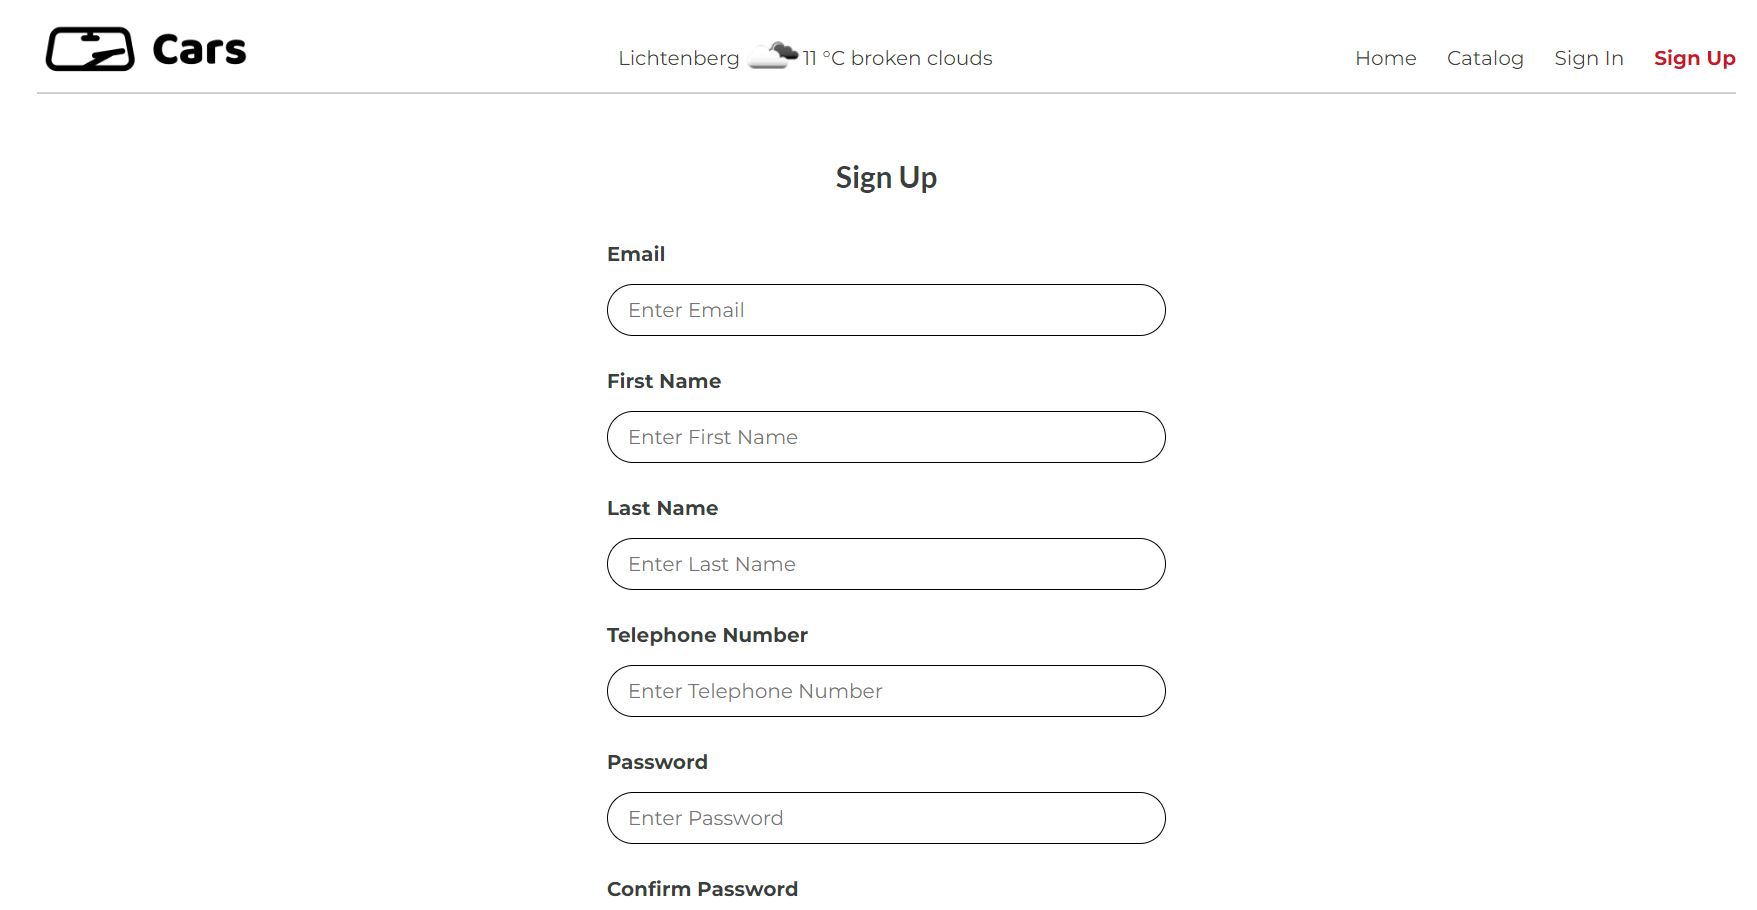 Cars
Lichtenberg 11 °C broken clouds
Home Catalog Sign In Sign Up
Sign Up
Email
Enter Email
First Name
Enter First Name
Last Name
Enter Last Name
Telephone Number
Enter Telephone Number
Password
Enter Password
Confirm Password